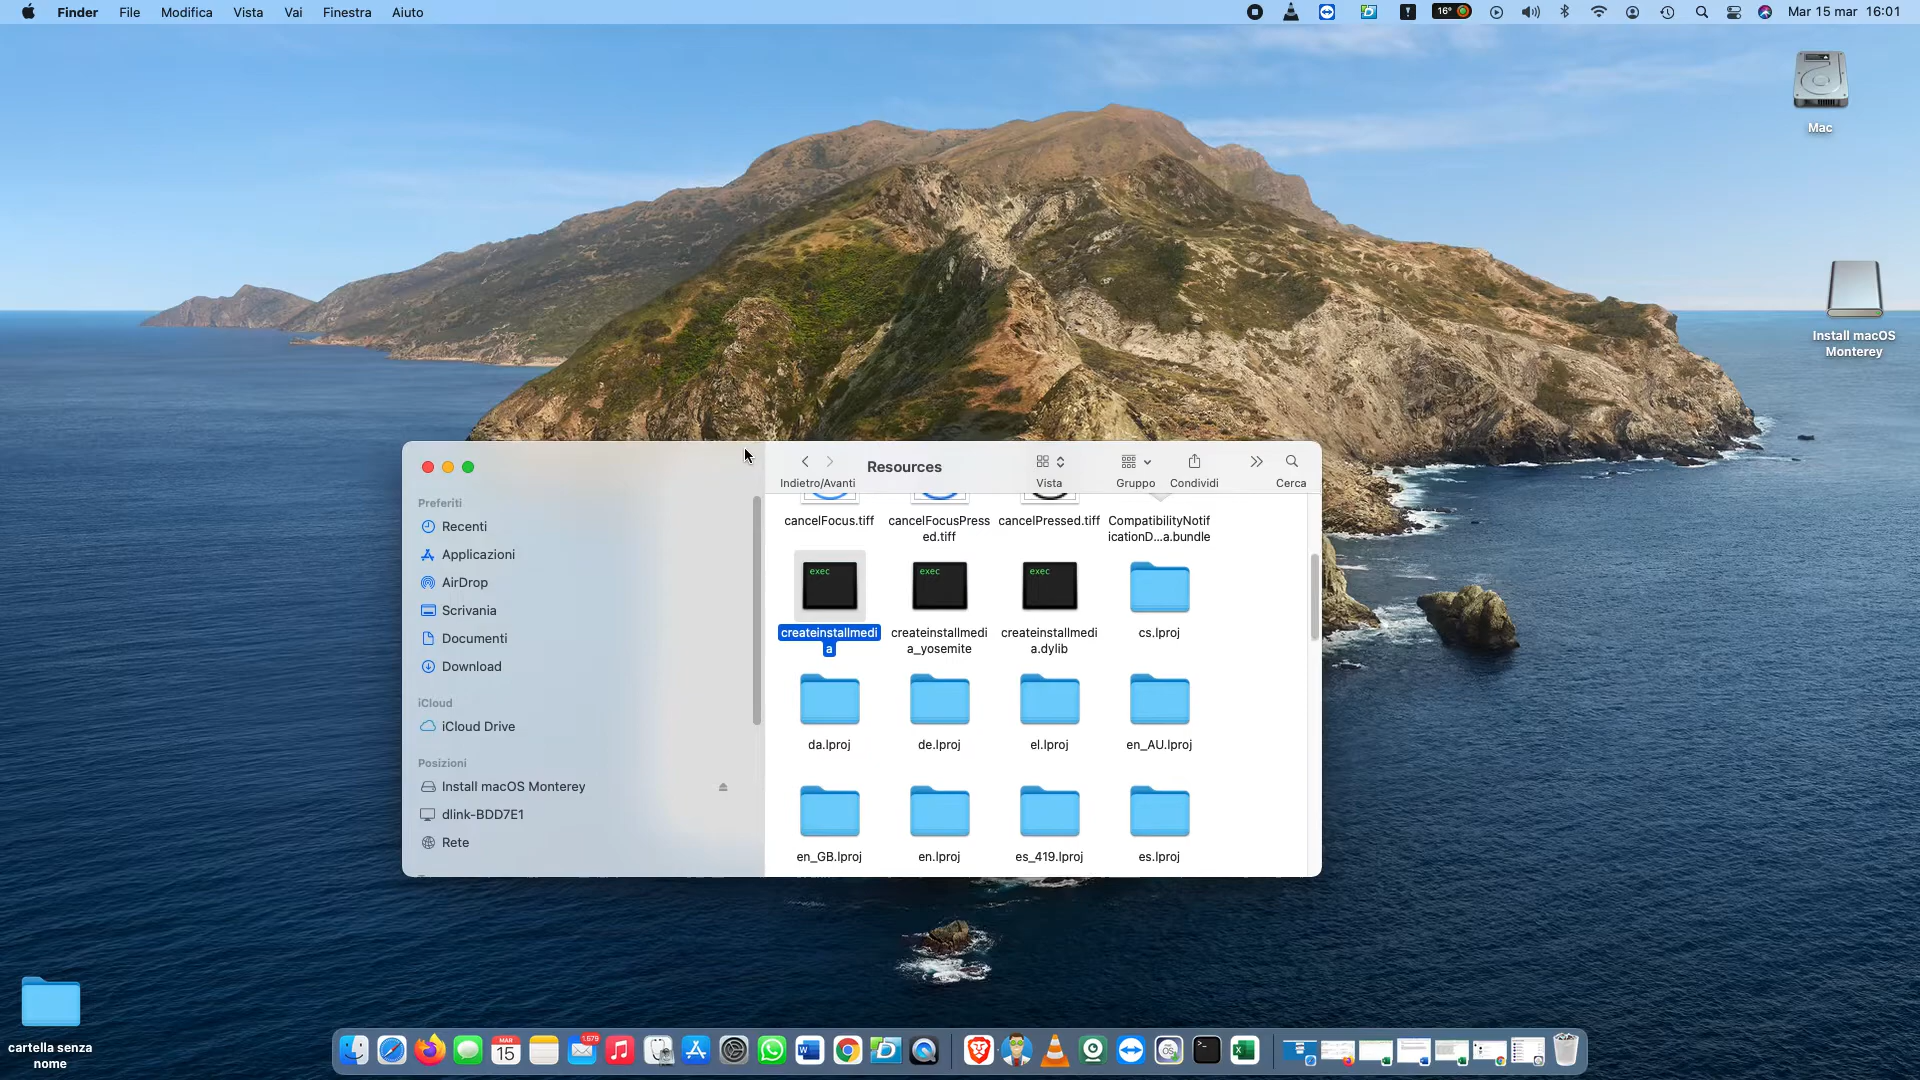 Finder File Modifica Vista Vai Finestra Aiuto
16°
Mar 15 mar 16:01
Mac
Install macOS
Monterey
Resources
Indietro/Avanti
Vista
Gruppo
Condividi
Cerca
Preferiti
Recenti
Applicazioni
AirDrop
Scrivania
Documenti
Download
iCloud
iCloud Drive
Posizioni
Install macOS Monterey
dlink-BDD7E1
Rete
cancelFocus.tiff
cancelFocusPress
ed.tiff
cancelPressed.tiff
CompatibilityNotif
icationD...a.bundle
exec
exec
exec
createinstallmedi
a
createinstallmedi
a_yosemite
createinstallmedi
a.dylib
cs.lproj
da.lproj
de.lproj
el.lproj
en_AU.lproj
en_GB.lproj
en.lproj
es_419.lproj
es.lproj
cartella senza
nome
MAR
15
1.579